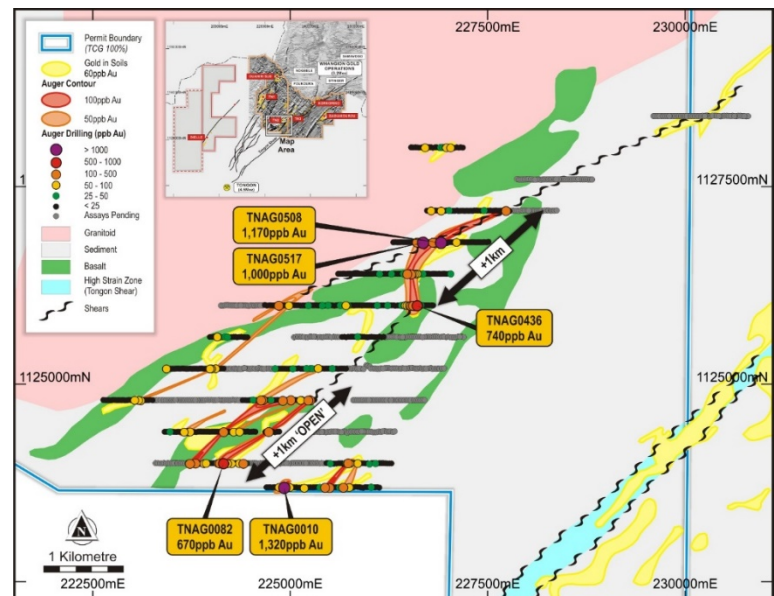 227500mE
230000mE
Permit Boundary
(TCG 100%)
Gold in Soils
60ppb Au
Auger Contour
100ppb Au
50ppb Au
Auger Drilling (ppb Au)
> 1000
500 - 1000
100 - 500
50 - 100
25 - 50
< 25
Assays Pending
Granitoid
Sediment
Basalt
High Strain Zone
(Tongon Shear)
Shears
Map
Area
1127500mN
TNAG0508
1,170ppb Au
TNAG0517
1,000ppb Au
+1km
TNAG0436
740ppb Au
1125000mN
1125000mN
+1km 'OPEN'
TNAG0082
670ppb Au
TNAG0010
1,320ppb Au
N
1 Kilometre
222500mE
225000mE
227500mE
230000mE